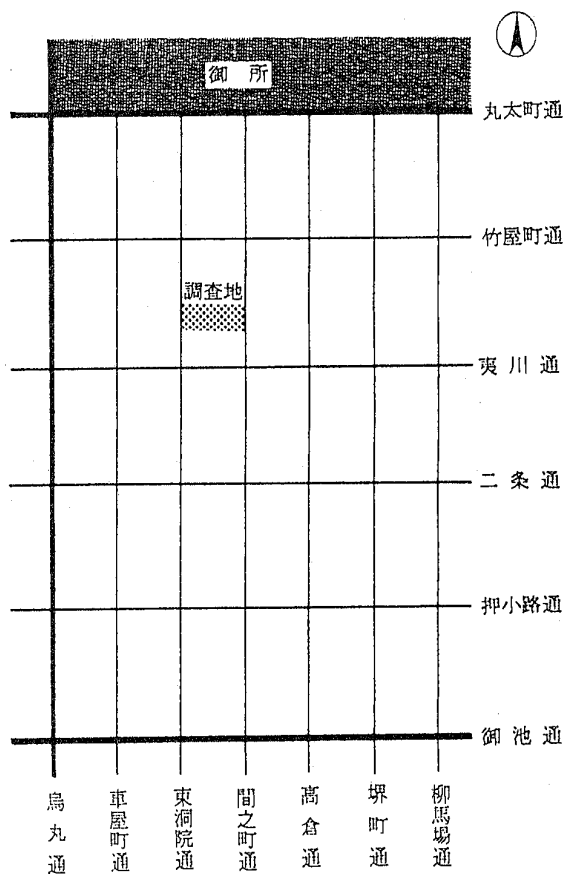 御所
丸太町通
竹屋町通
調査地
夷川通
二条通
押小路通
御池通
烏丸通
車屋町通
東洞院通
間之町通
高倉通
堺町通
柳馬場通